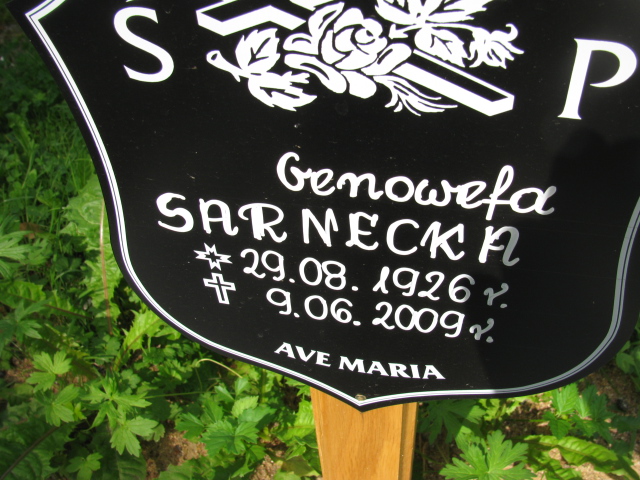 Ś P
Genowefa
SARNECKA
29.08.1926 r.
9.06.2009 r.
AVE MARIA